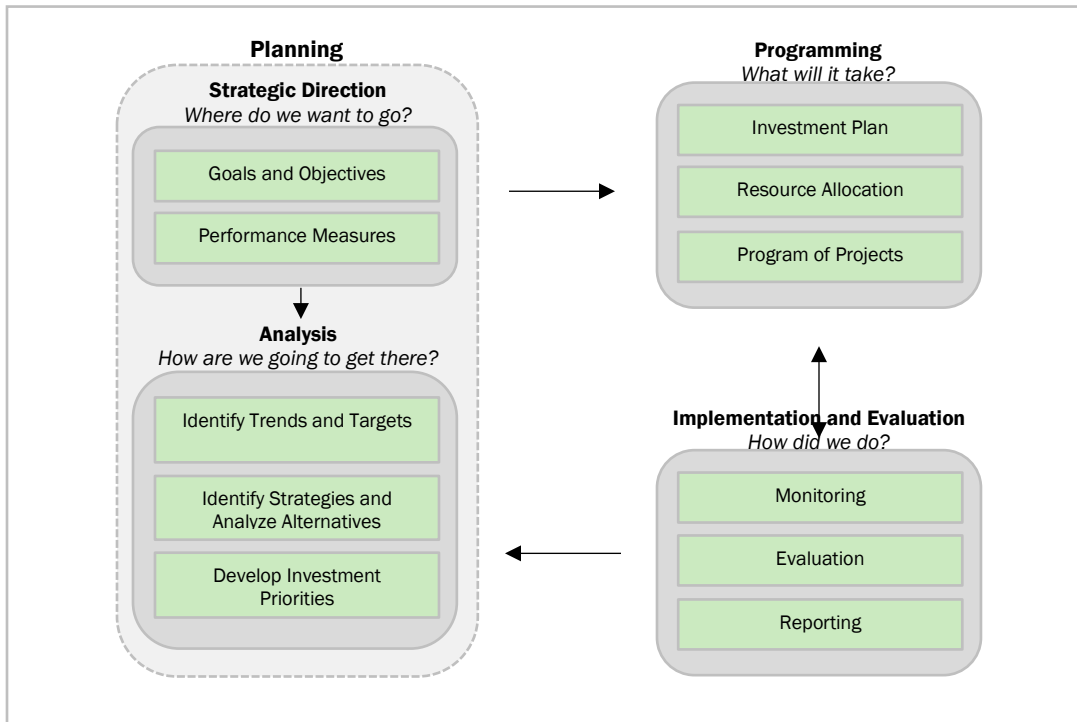 Planning
Strategic Direction
Where do we want to go?
Goals and Objectives
Performance Measures
Analysis
How are we going to get there?
Identify Trends and Targets
Identify Strategies and
Analyze Alternatives
Develop Investment
Priorities
Programming
What will it take?
Investment Plan
Resource Allocation
Program of Projects
Implementation and Evaluation
How did we do?
Monitoring
Evaluation
Reporting